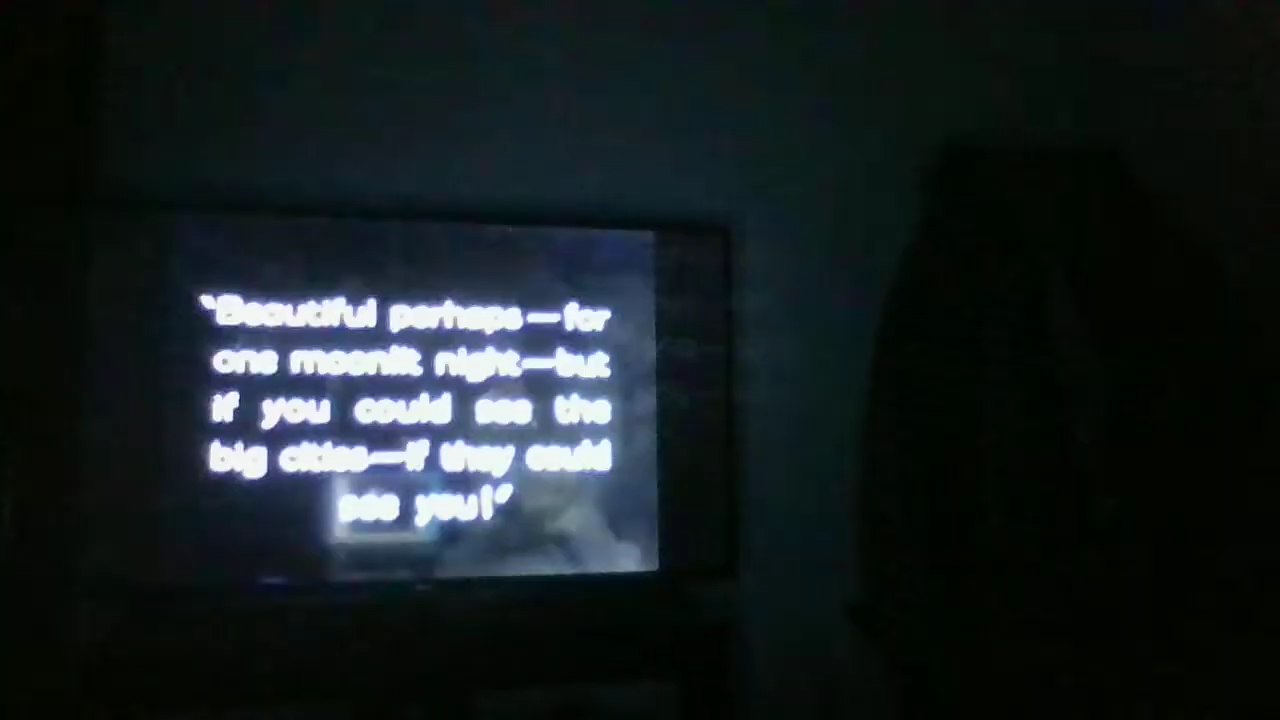 “Beautiful perhaps—for
one moonlit night—but
if you could see the
big cities—if they could
see you!”